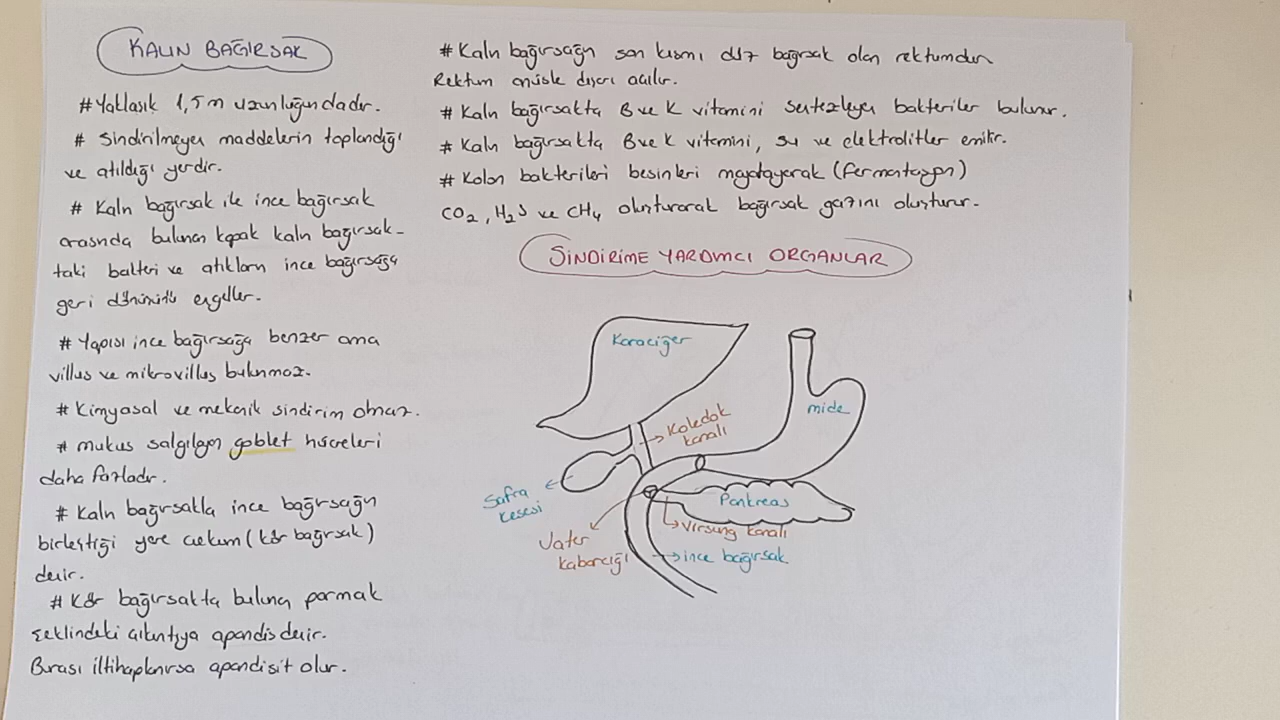 KALIN BAĞIRSAK
# Yaklaşık 1,5 m uzunluğundadır.
# Sindirilmeyen maddelerin toplandığı
ve atıldığı yerdir.
# Kalın bağırsak ile ince bağırsak
arasında bulunan kapak kalın bağırsak-
taki bakteri ve atıkların ince bağırsağa
geri dönüşünü engeller.
# Yapısı ince bağırsağa benzer ama
villus ve mikrovillus bulunmaz.
# Kimyasal ve mekanik sindirim olmaz.
# mukus salgılayan goblet hücreleri
daha fazladır.
# Kalın bağırsakla ince bağırsağın
birleştiği yere çekum (kör bağırsak)
denir.
# Kör bağırsakta bulunan parmak
şeklindeki çıkıntıya apandis denir.
Burası iltihaplanırsa apandisit olur.
# Kalın bağırsağın son kısmı düz bağırsak olan rektumdur.
Rektum anüsle dışarı açılır.
# Kalın bağırsakta B ve K vitamini sentezleyen bakteriler bulunur.
# Kalın bağırsakta B ve K vitamini, su ve elektrolitler emilir.
# Kolon bakterileri besinleri mayalayarak (fermantasyon)
CO2, H2S ve CH4 oluşturarak bağırsak gazını oluşturur.
SİNDİRİME YARDIMCI ORGANLAR
Karaciğer
mide
Koledok
kanalı
Safra
kesesi
Pankreas
Virsung kanalı
Vater
kabarcığı
ince bağırsak